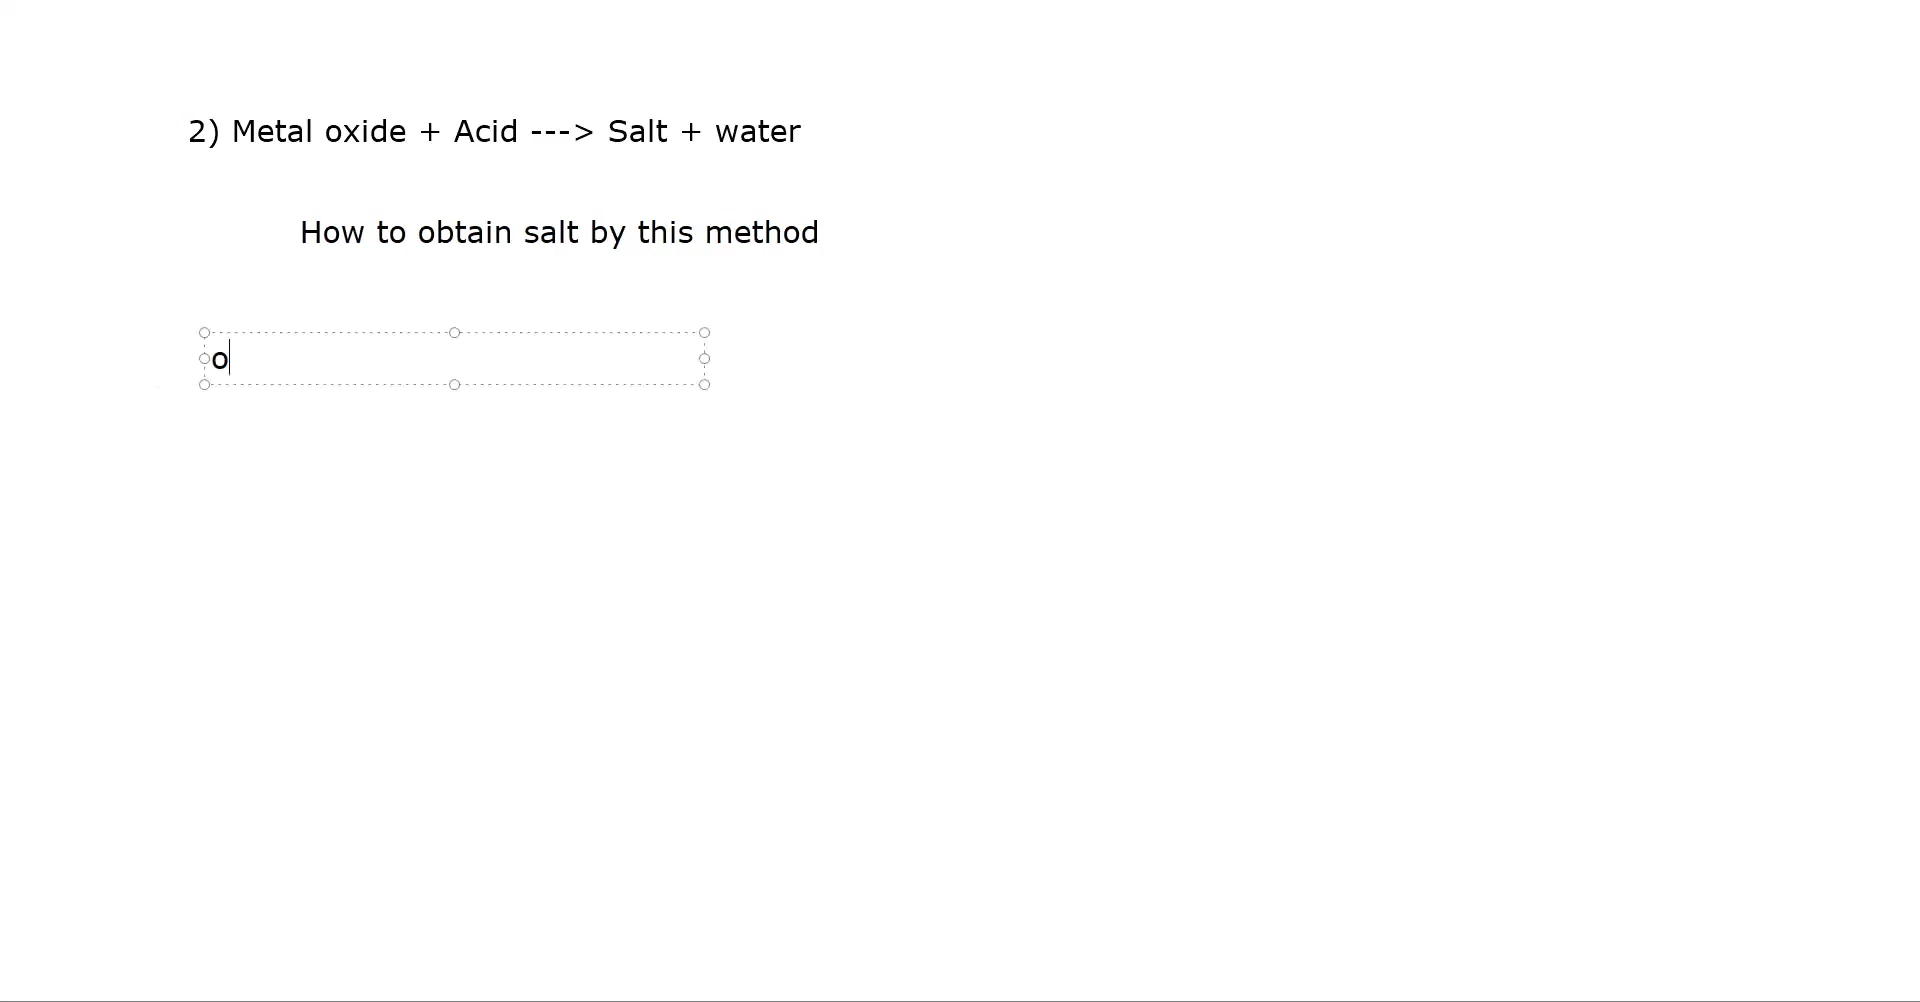 2) Metal oxide + Acid ---> Salt + water
How to obtain salt by this method
o